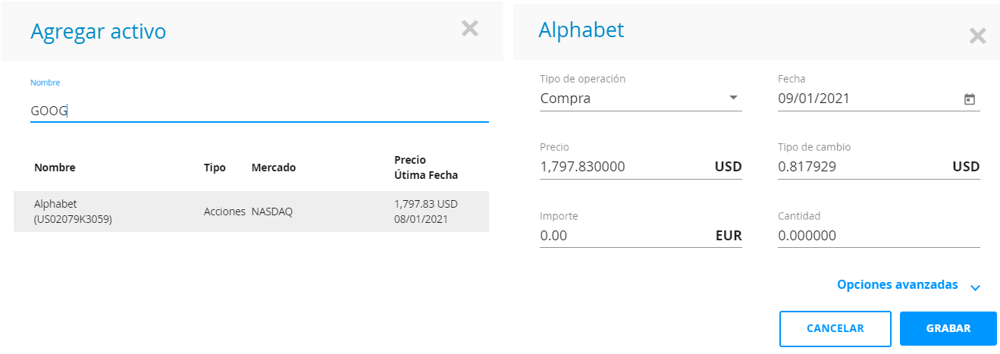 Agregar activo
Nombre
GOOG
Nombre Tipo Mercado Precio
Útima Fecha
Alphabet
(US02079K3059)
Acciones NASDAQ
1,797.83 USD
08/01/2021
Alphabet
Tipo de operación
Compra
Fecha
09/01/2021
Precio
1,797.830000 USD
Tipo de cambio
0.817929 USD
Importe
0.00 EUR
Cantidad
0.000000
Opciones avanzadas
CANCELAR
GRABAR